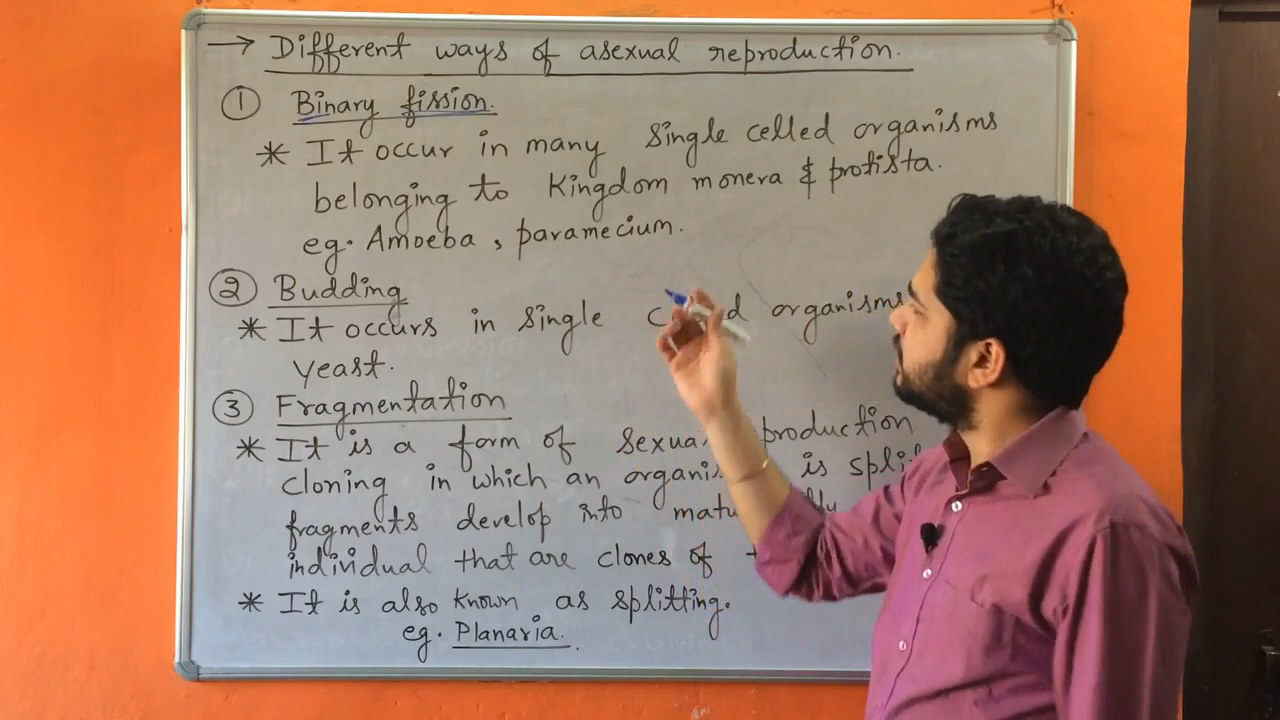 → Different ways of asexual reproduction.
① Binary fission.
* It occur in many single celled organisms
belonging to Kingdom monera & protista.
eg. Amoeba, paramecium.
② Budding
* It occurs in single organisms
yeast.
③ Fragmentation
* It is a form of production
cloning in which an is
fragments develop into
individual that are clones of
* It is also known as splitting.
eg. Planaria.